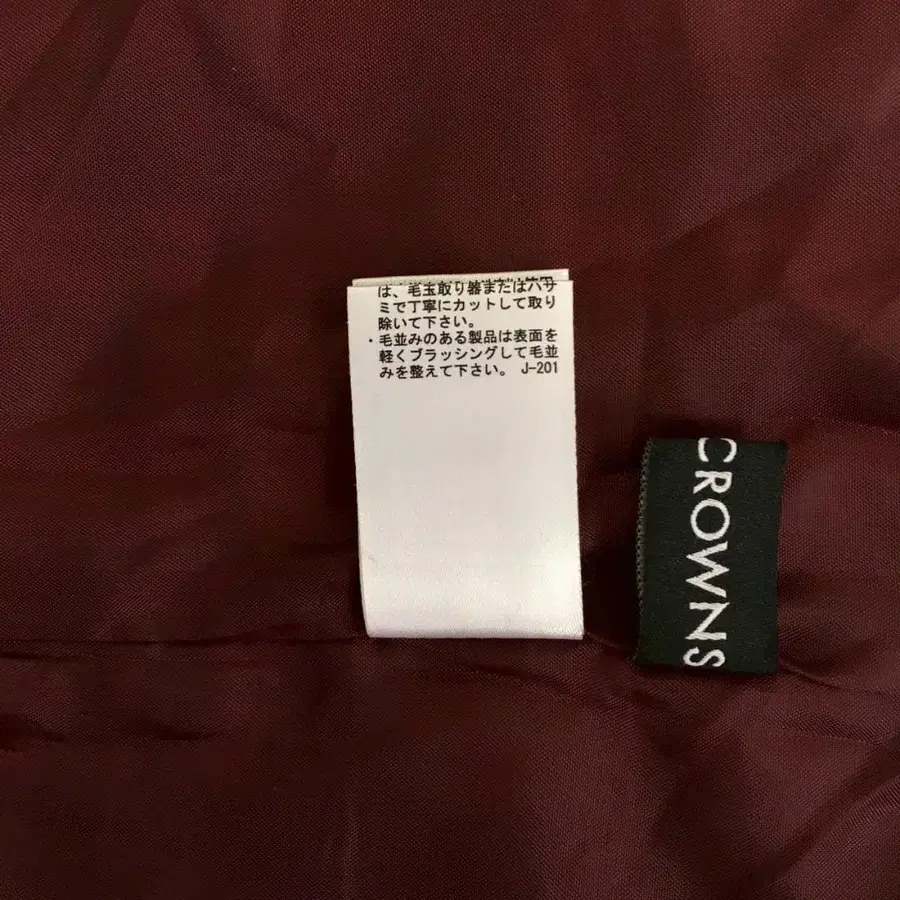 は、毛玉取り器またはハサ
ミで丁寧にカットして取り
除いて下さい。
・毛並みのある製品は表面を
軽くブラッシングして毛並
みを整えて下さい。 J-201
CROWNS